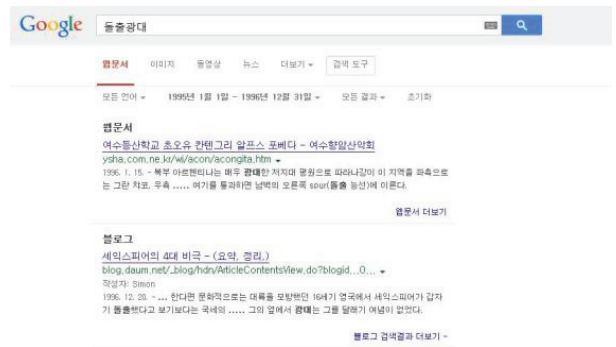 Google 돌출광대
웹문서 이미지 동영상 뉴스 더보기 검색 도구
모든 언어 1995년 1월 1일 - 1996년 12월 31일 모든 결과 초기화
웹문서
여수등산학교 초오유 칸텐그리 알프스 포베다 - 여수향암산악회
ysha.com.ne.kr/wi/acon/acongita.htm
1996. 1. 15. - 북부 아르헨티나는 매우 광대한 저지대 평원으로 파라나강이 이 지역을 좌측으로
는 그란 차코, 우측 ..... 여기를 통과하면 남벽의 오른쪽 spur(돌출 능선)에 이른다.
웹문서 더보기
블로그
세익스피어의 4대 비극 - (요약, 정리,)
blog.daum.net/_blog/hdn/ArticleContentsView.do?blogid...0...
작성자: Simon
1996. 12. 20. - ... 한다면 문화적으로는 대륙을 모방했던 16세기 영국에서 세익스피어가 갑자
기 돌출했다고 보기보다는 국에의 ..... 그의 옆에서 광대는 그를 달래기 여념이 없었다.
블로그 검색결과 더보기 -